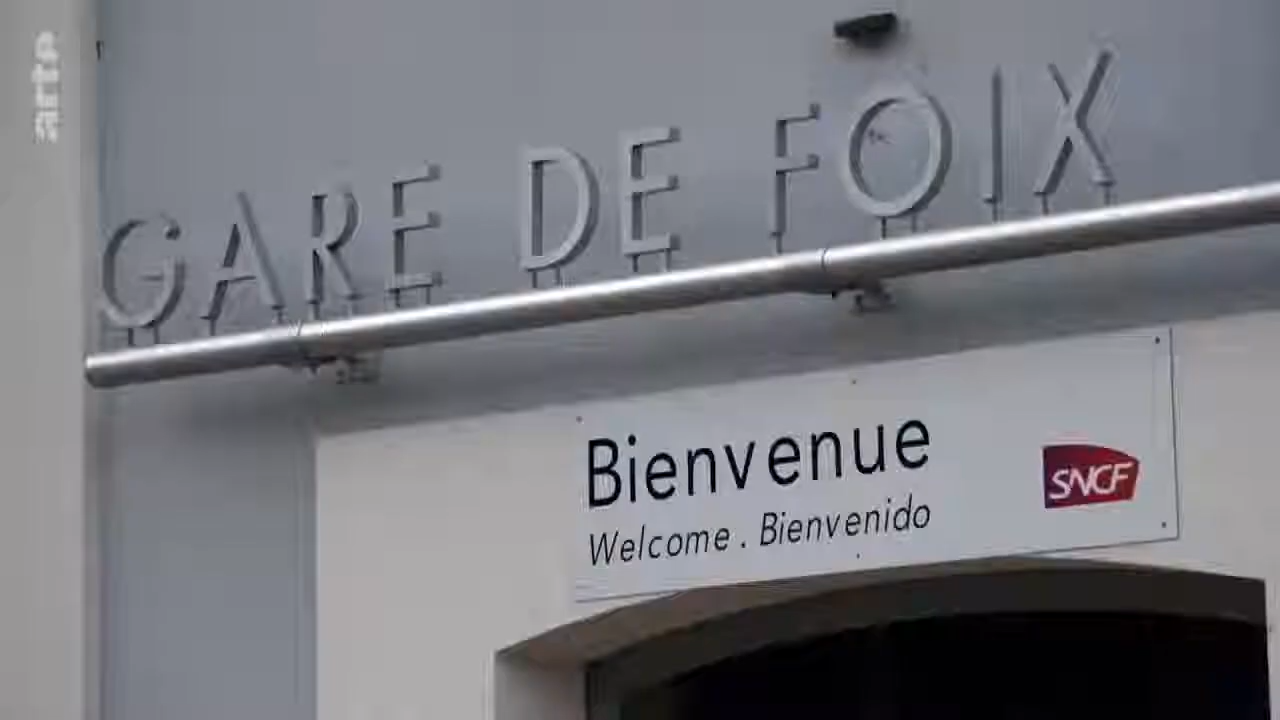 arte
GARE DE FOIX
Bienvenue
Welcome . Bienvenido
SNCF